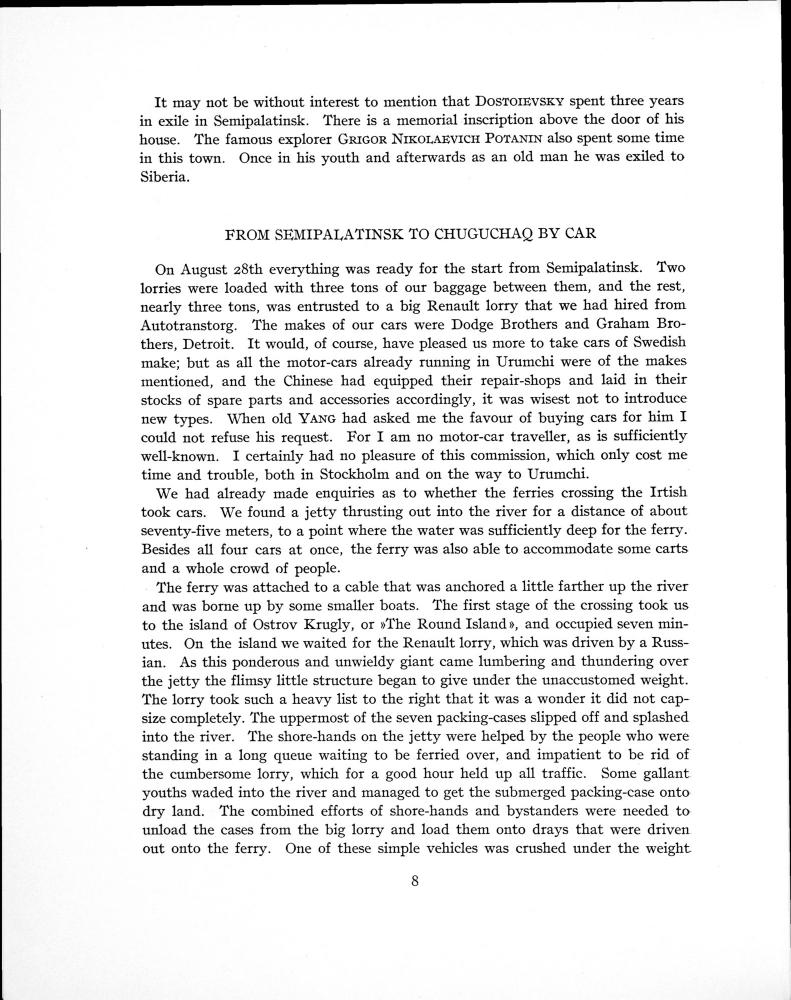 It may not be without interest to mention that DOSTOIEVSKY spent three years
in exile in Semipalatinsk. There is a memorial inscription above the door of his
house. The famous explorer GRIGOR NIKOLAEVICH POTANIN also spent some time
in this town. Once in his youth and afterwards as an old man he was exiled to
Siberia.
FROM SEMIPALATINSK TO CHUGUCHAQ BY CAR
On August 28th everything was ready for the start from Semipalatinsk. Two
lorries were loaded with three tons of our baggage between them, and the rest,
nearly three tons, was entrusted to a big Renault lorry that we had hired from
Autotranstorg. The makes of our cars were Dodge Brothers and Graham Bro-
thers, Detroit. It would, of course, have pleased us more to take cars of Swedish
make; but as all the motor-cars already running in Urumchi were of the makes
mentioned, and the Chinese had equipped their repair-shops and laid in their
stocks of spare parts and accessories accordingly, it was wisest not to introduce
new types. When old YANG had asked me the favour of buying cars for him I
could not refuse his request. For I am no motor-car traveller, as is sufficiently
well-known. I certainly had no pleasure of this commission, which only cost me
time and trouble, both in Stockholm and on the way to Urumchi.
We had already made enquiries as to whether the ferries crossing the Irtish
took cars. We found a jetty thrusting out into the river for a distance of about
seventy-five meters, to a point where the water was sufficiently deep for the ferry.
Besides all four cars at once, the ferry was also able to accommodate some carts
and a whole crowd of people.
The ferry was attached to a cable that was anchored a little farther up the river
and was borne up by some smaller boats. The first stage of the crossing took us
to the island of Ostrov Krugly, or »The Round Island», and occupied seven min-
utes. On the island we waited for the Renault lorry, which was driven by a Russ-
ian. As this ponderous and unwieldy giant came lumbering and thundering over
the jetty the flimsy little structure began to give under the unaccustomed weight.
The lorry took such a heavy list to the right that it was a wonder it did not cap-
size completely. The uppermost of the seven packing-cases slipped off and splashed
into the river. The shore-hands on the jetty were helped by the people who were
standing in a long queue waiting to be ferried over, and impatient to be rid of
the cumbersome lorry, which for a good hour held up all traffic. Some gallant
youths waded into the river and managed to get the submerged packing-case onto
dry land. The combined efforts of shore-hands and bystanders were needed to
unload the cases from the big lorry and load them onto drays that were driven
out onto the ferry. One of these simple vehicles was crushed under the weight
8